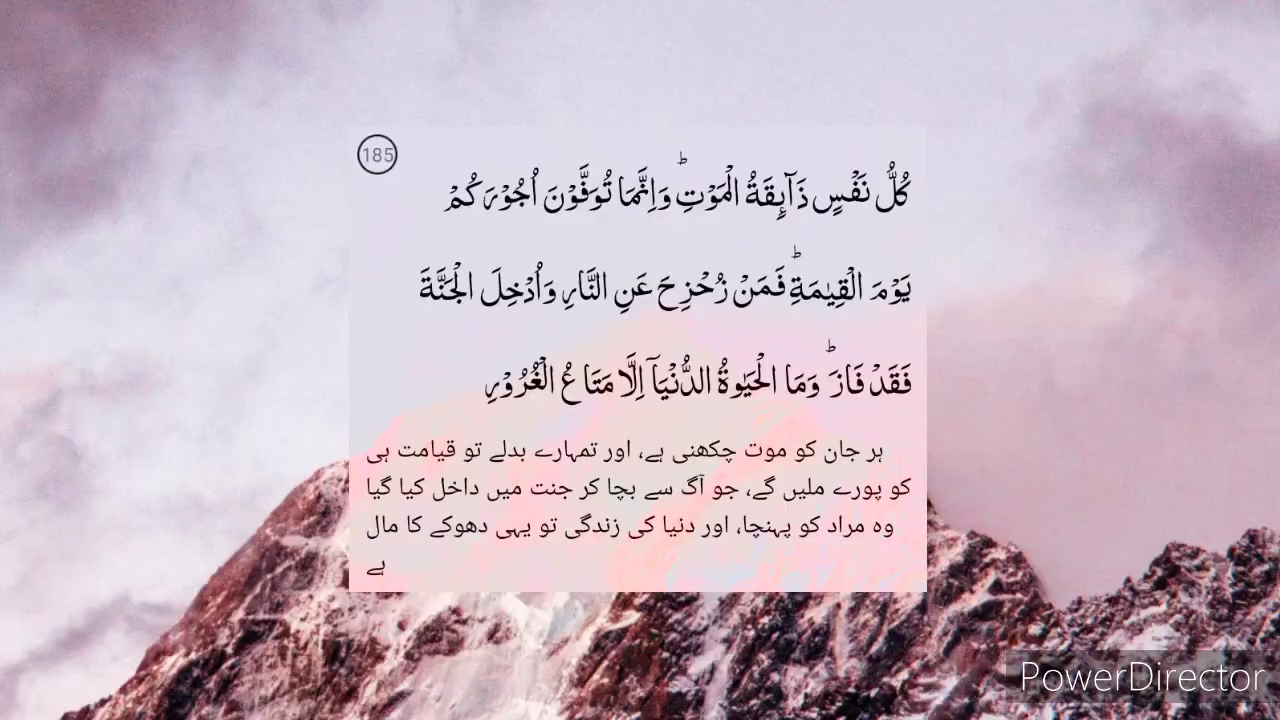 185
كُلُّ نَفْسٍ ذَآىِٕقَةُ الْمَوْتِؕ وَاِنَّمَا تُوَفَّوْنَ اُجُوْرَكُمْ
يَوْمَ الْقِيٰمَةِؕ فَمَنْ زُحْزِحَ عَنِ النَّارِ وَاُدْخِلَ الْجَنَّةَ
فَقَدْ فَازَؕ وَمَا الْحَيٰوةُ الدُّنْيَاۤ اِلَّا مَتَاعُ الْغُرُوْرِ
ہر جان کو موت چکھنی ہے، اور تمہارے بدلے تو قیامت ہی
کو پورے ملیں گے، جو آگ سے بچا کر جنت میں داخل کیا گیا
وہ مراد کو پہنچا، اور دنیا کی زندگی تو یہی دھوکے کا مال
ہے
PowerDirector